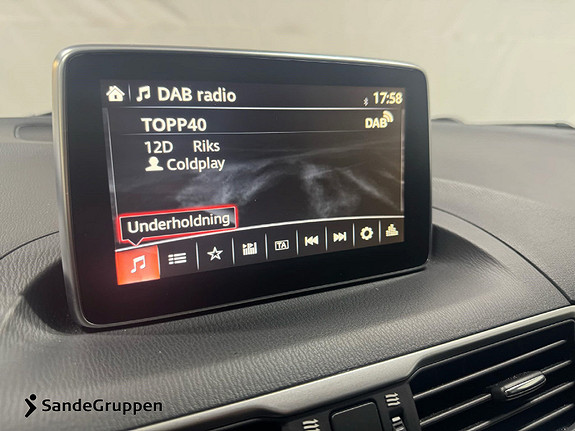 DAB radio
17:58
TOPP40
DAB
12D Riks
Coldplay
Underholdning
TA
SandeGruppen